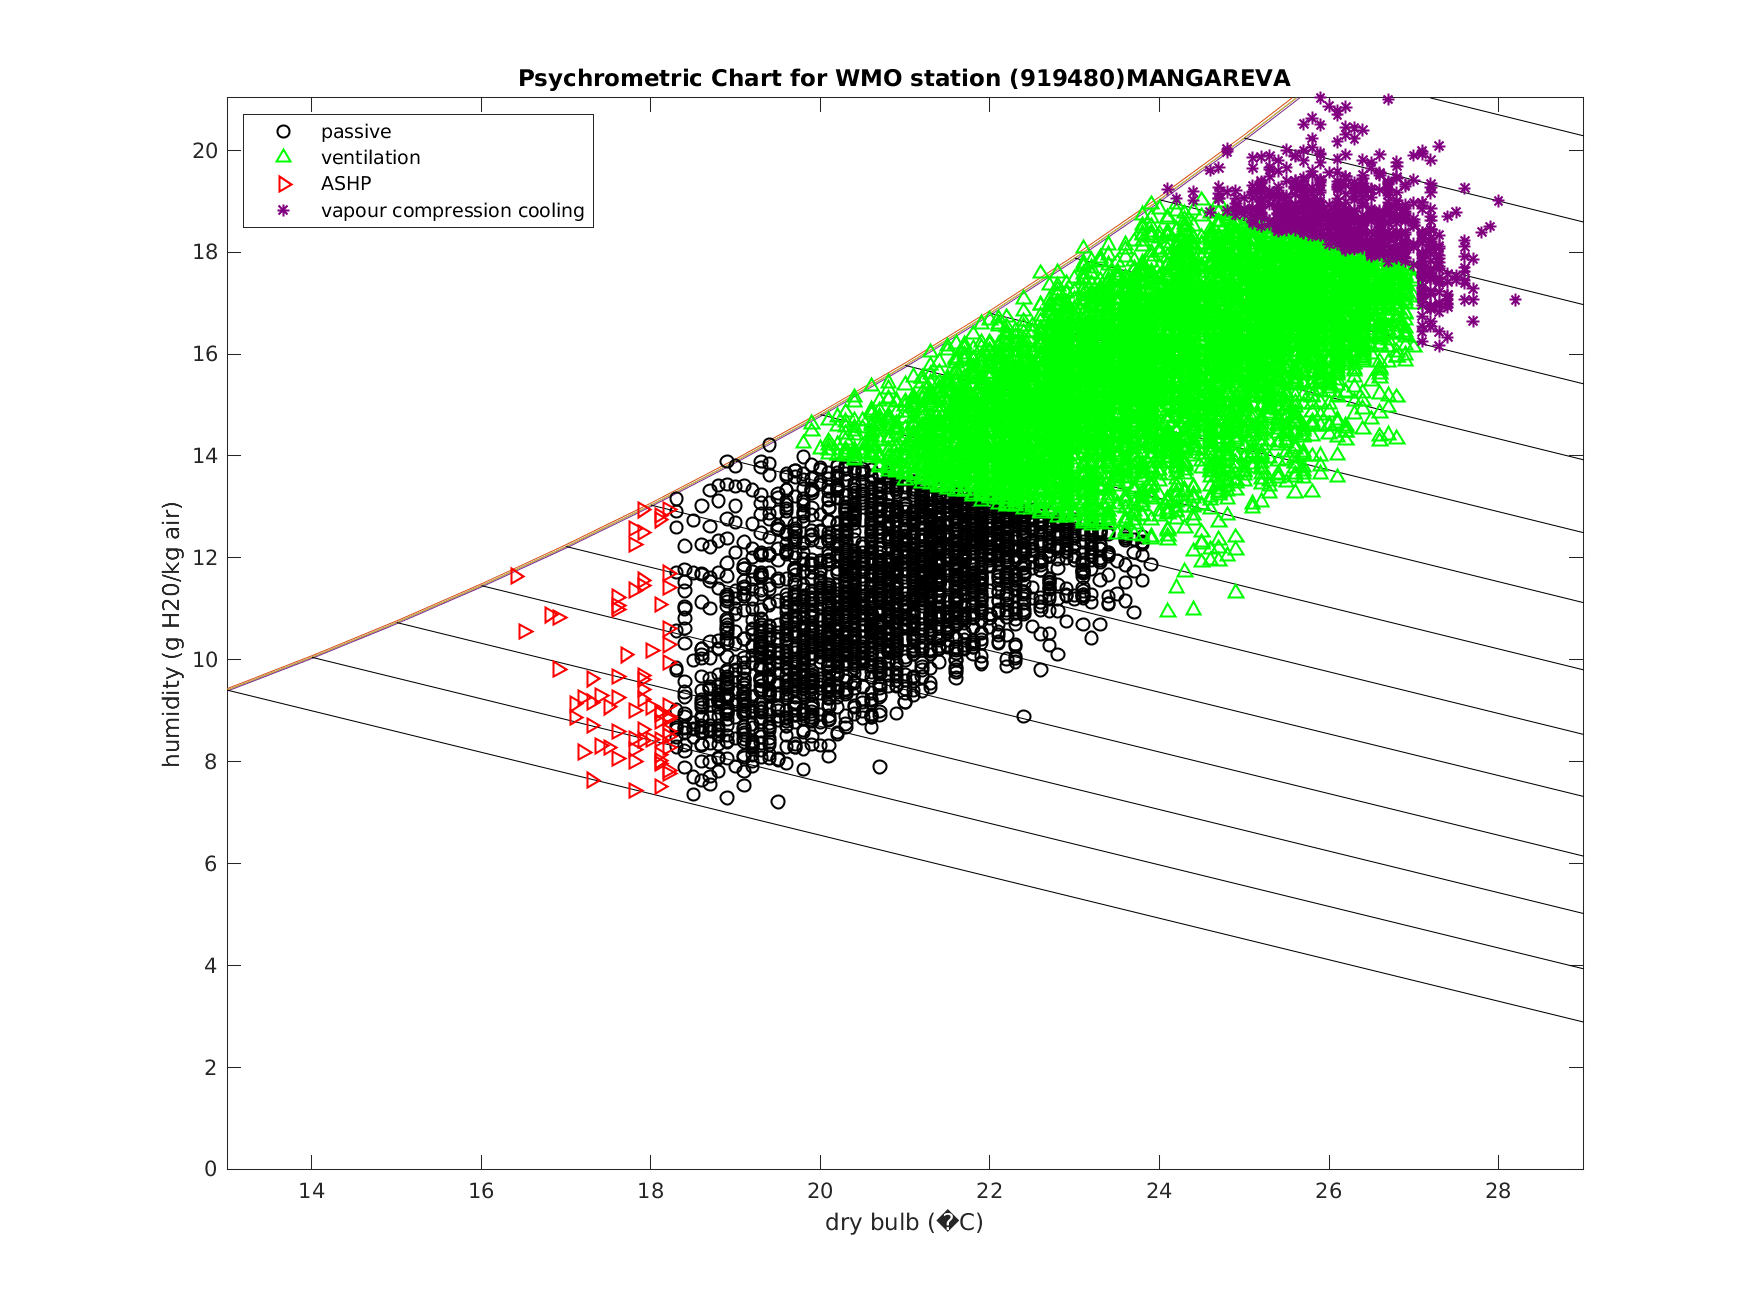 Psychrometric Chart for WMO station (919480)MANGAREVA
passive
ventilation
ASHP
vapour compression cooling
humidity (g H20/kg air)
20
18
16
14
12
10
8
6
4
2
0
14 16 18 20 22 24 26 28
dry bulb (�C)